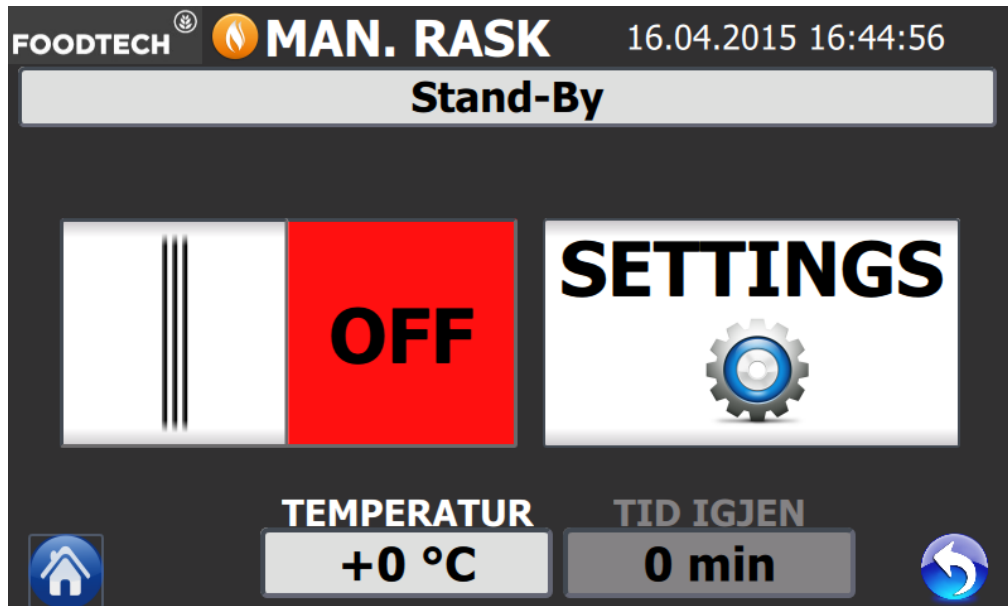 FOODTECH® MAN. RASK 16.04.2015 16:44:56
Stand-By
OFF
SETTINGS
TEMPERATUR TID IGJEN
+0 °C 0 min